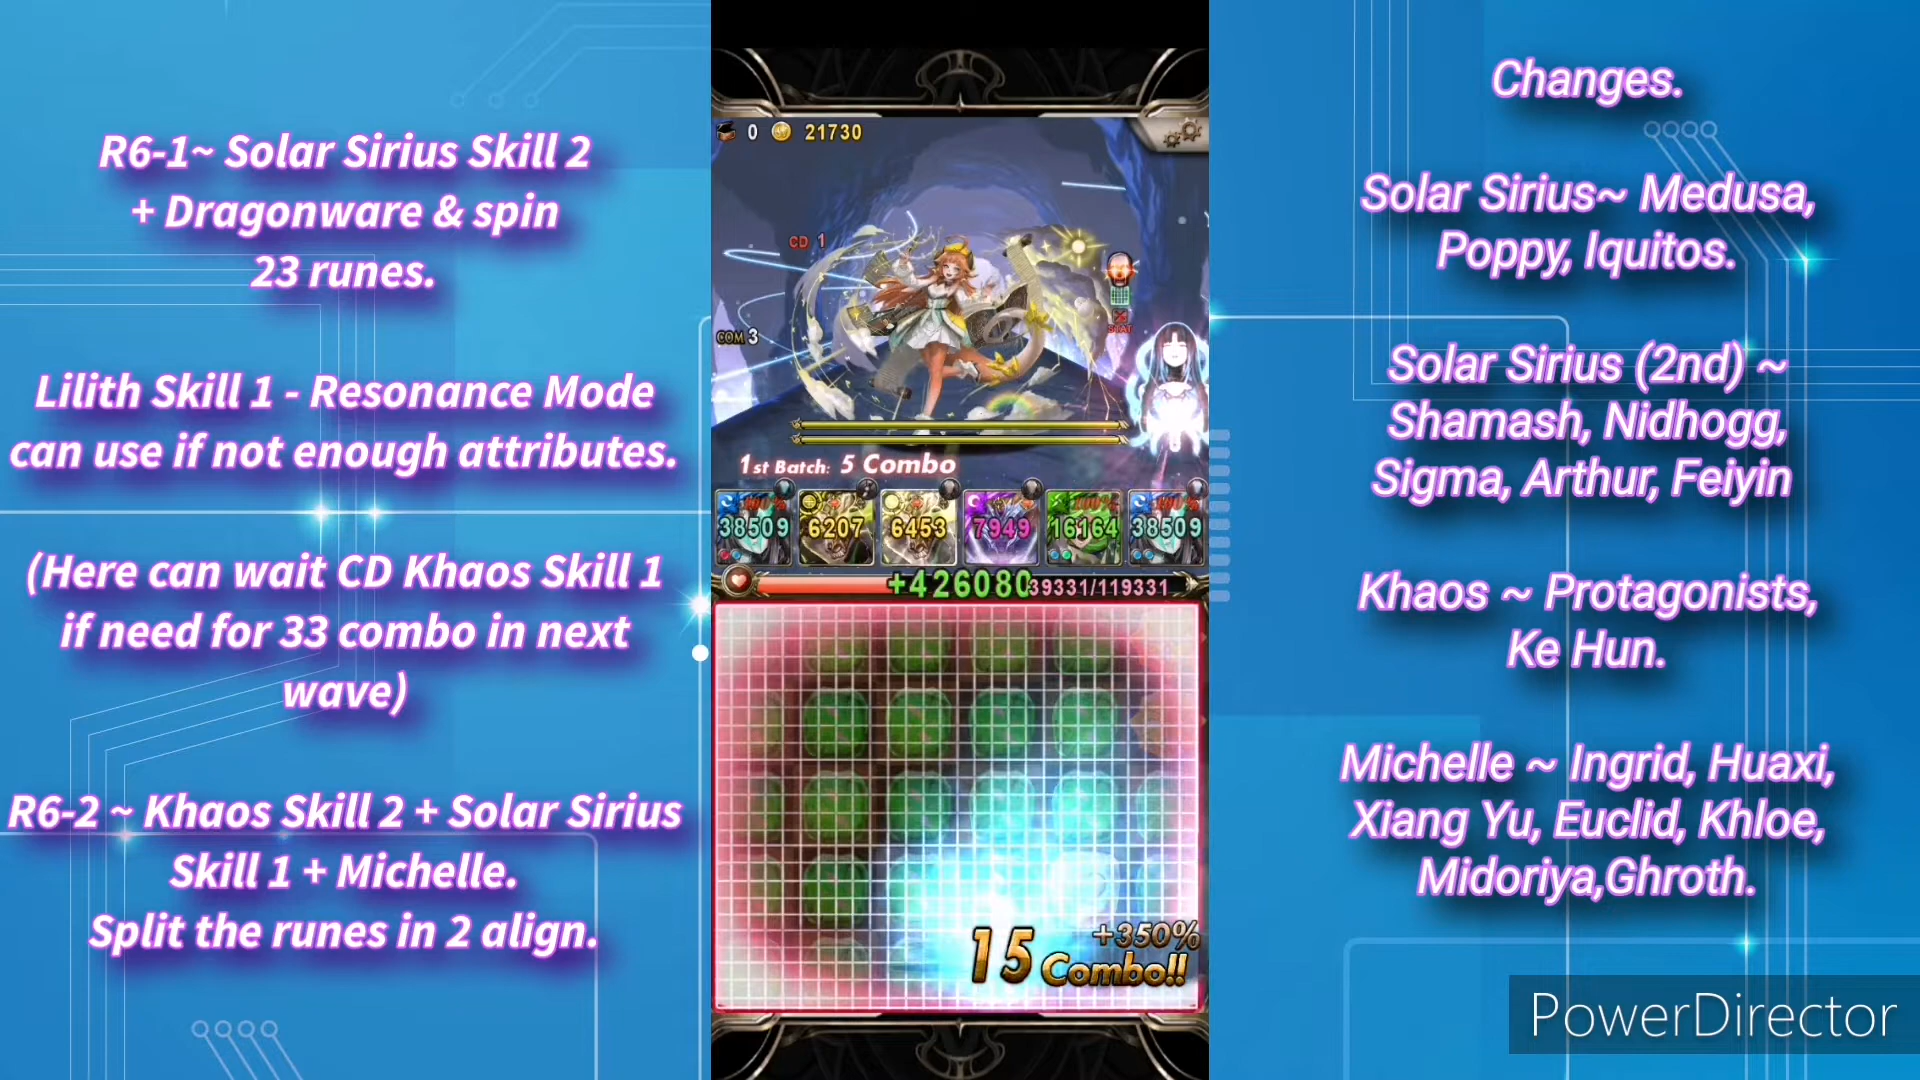 R6-1~ Solar Sirius Skill 2
+ Dragonware & spin
23 runes.
Lilith Skill 1 - Resonance Mode
can use if not enough attributes.
(Here can wait CD Khaos Skill 1
if need for 33 combo in next
wave)
R6-2 ~ Khaos Skill 2 + Solar Sirius
Skill 1 + Michelle.
Split the runes in 2 align.
0 21730
CD 1
COM 3
1st Batch: 5 Combo
38509 6207 6453 7949 16164 38509
+426080 39331/119331
+350%
15 Combo!!
Changes.
Solar Sirius~ Medusa,
Poppy, Iquitos.
Solar Sirius (2nd) ~
Shamash, Nidhogg,
Sigma, Arthur, Feiyin
Khaos ~ Protagonists,
Ke Hun.
Michelle ~ Ingrid, Huaxi,
Xiang Yu, Euclid, Khloe,
Midoriya,Ghroth.
PowerDirector